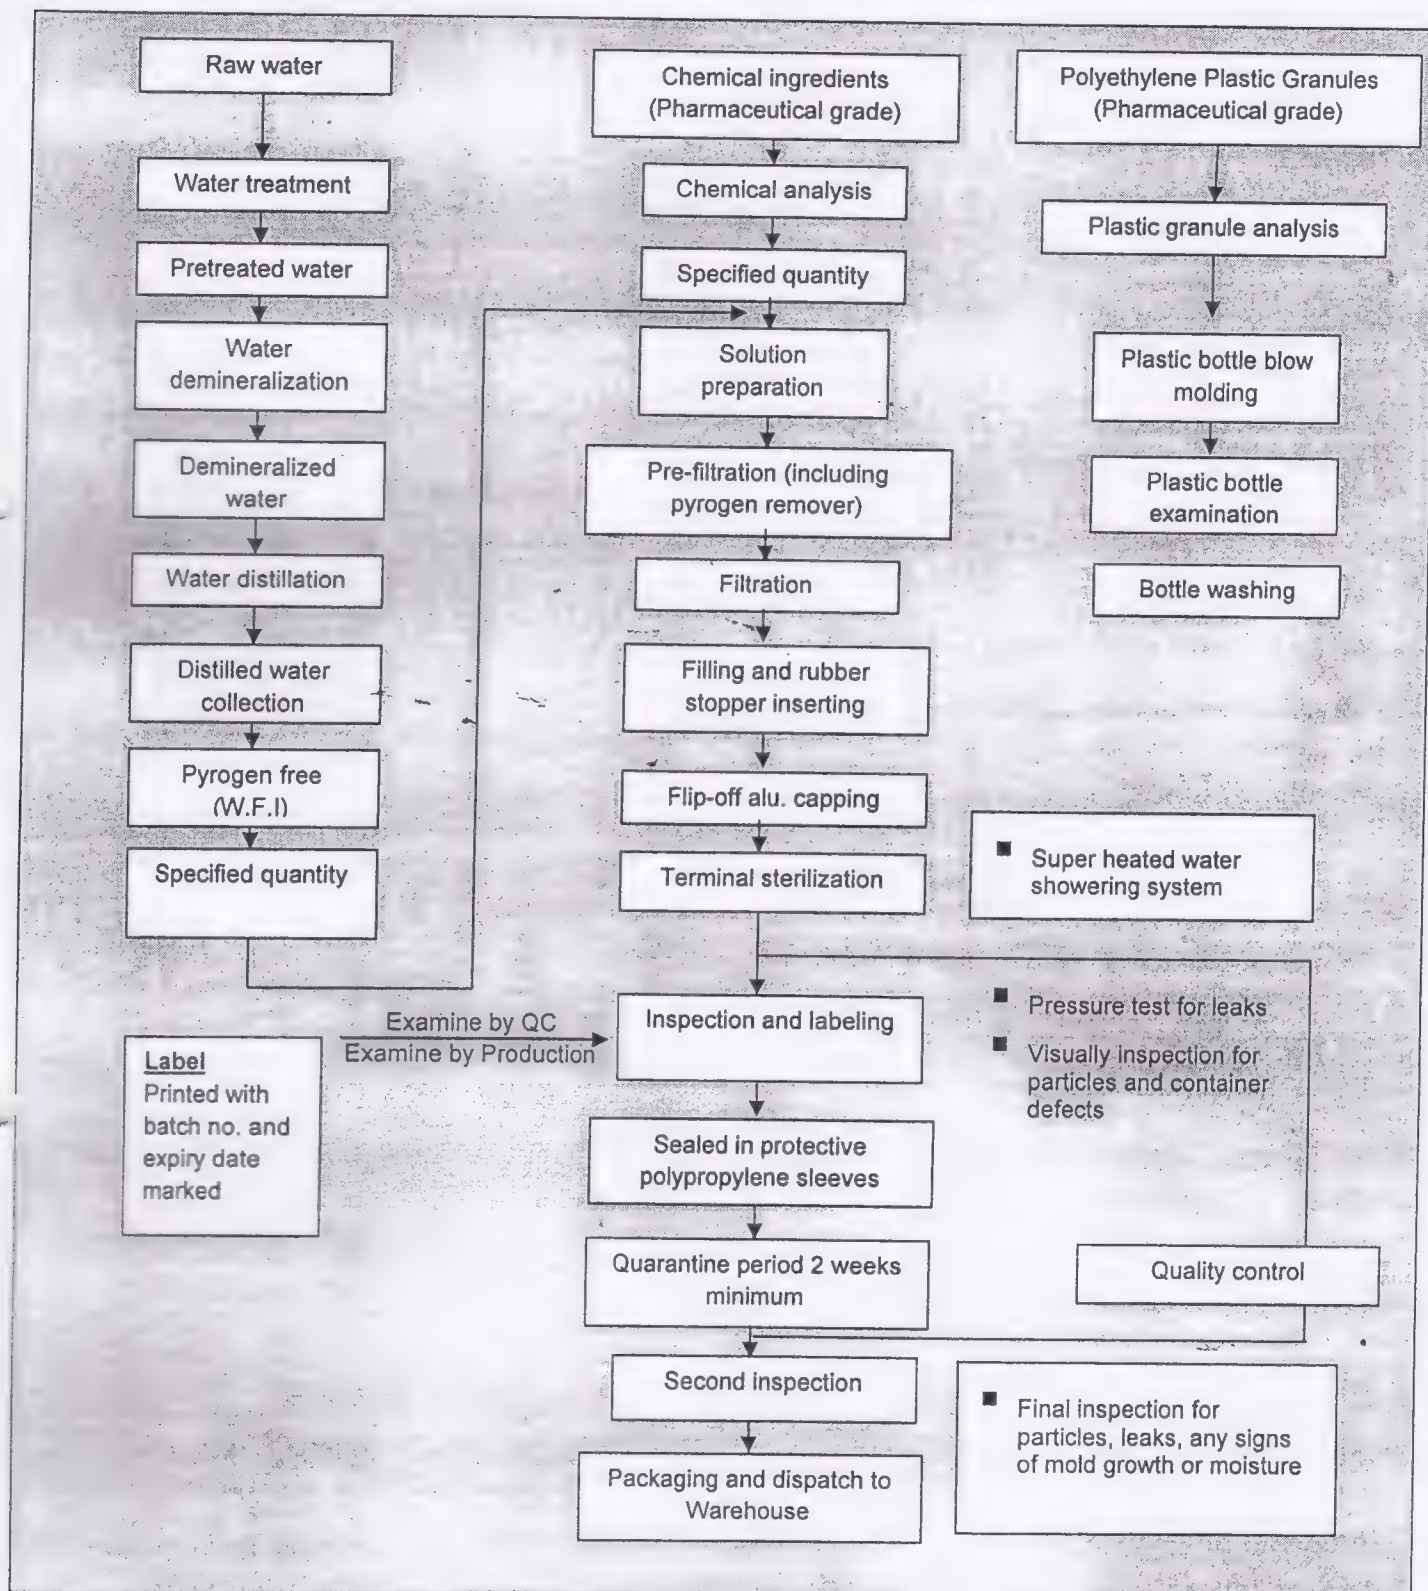 Raw water
Water treatment
Pretreated water
Water
demineralization
Demineralized
water
Water distillation
Distilled water
collection
Pyrogen free
(W.F.I)
Specified quantity
Chemical ingredients
(Pharmaceutical grade)
Chemical analysis
Specified quantity
Solution
preparation
Pre-filtration (including
pyrogen remover)
Filtration
Filling and rubber
stopper inserting
Flip-off alu. capping
Terminal sterilization
Polyethylene Plastic Granules
(Pharmaceutical grade)
Plastic granule analysis
Plastic bottle blow
molding
Plastic bottle
examination
Bottle washing
■ Super heated water
showering system
Label
Printed with
batch no. and
expiry date
marked
Examine by QC
Examine by Production
Inspection and labeling
■ Pressure test for leaks
■ Visually inspection for
particles and container
defects
Sealed in protective
polypropylene sleeves
Quarantine period 2 weeks
minimum
Quality control
Second inspection
■ Final inspection for
particles, leaks, any signs
of mold growth or moisture
Packaging and dispatch to
Warehouse